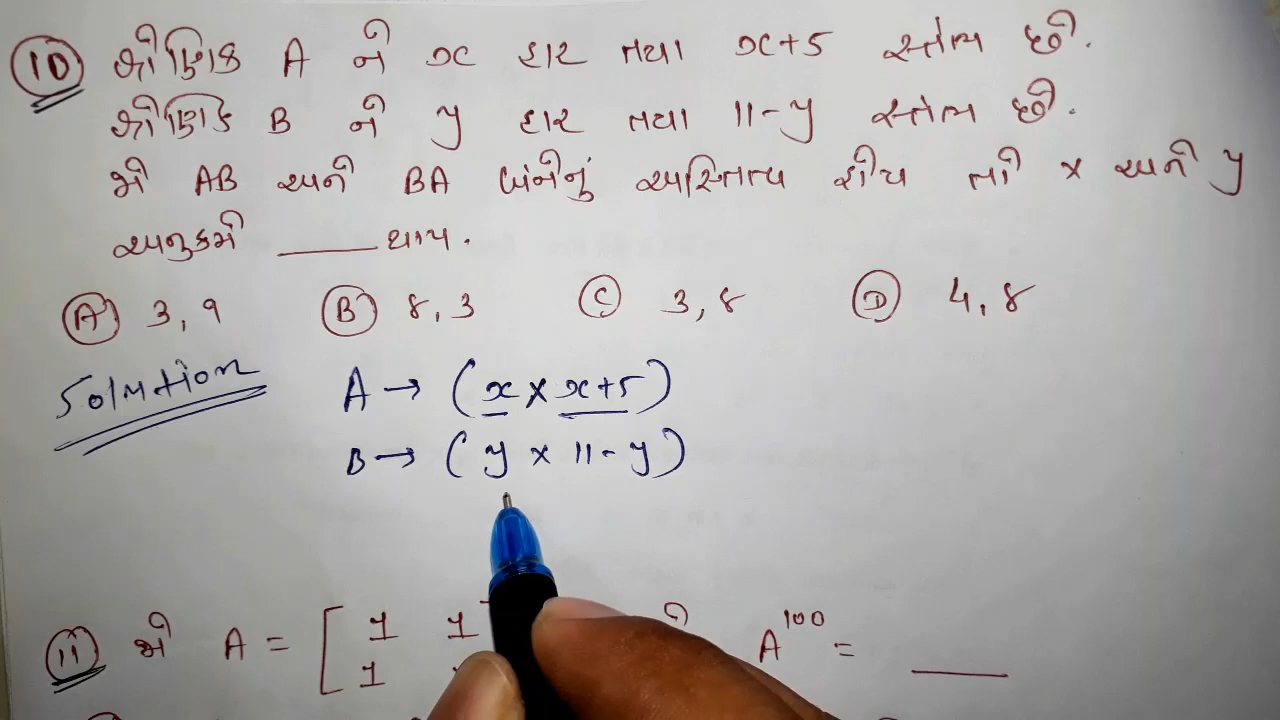 (10) શ્રેણિક A ને x હાર તથા x+5 સ્તંભ છે.
શ્રેણિક B ને y હાર તથા 11-y સ્તંભ છે.
જો AB અને BA બંનેનું અસ્તિત્વ હોય તો x અને y
અનુક્રમે ____ થાય.
(A) 3, 9 (B) 8, 3 (C) 3, 8 (D) 4, 8
Solution A → (x × x+5)
B → (y × 11-y)
(11) જો A = [ 1 1 A¹⁰⁰ = ____
1